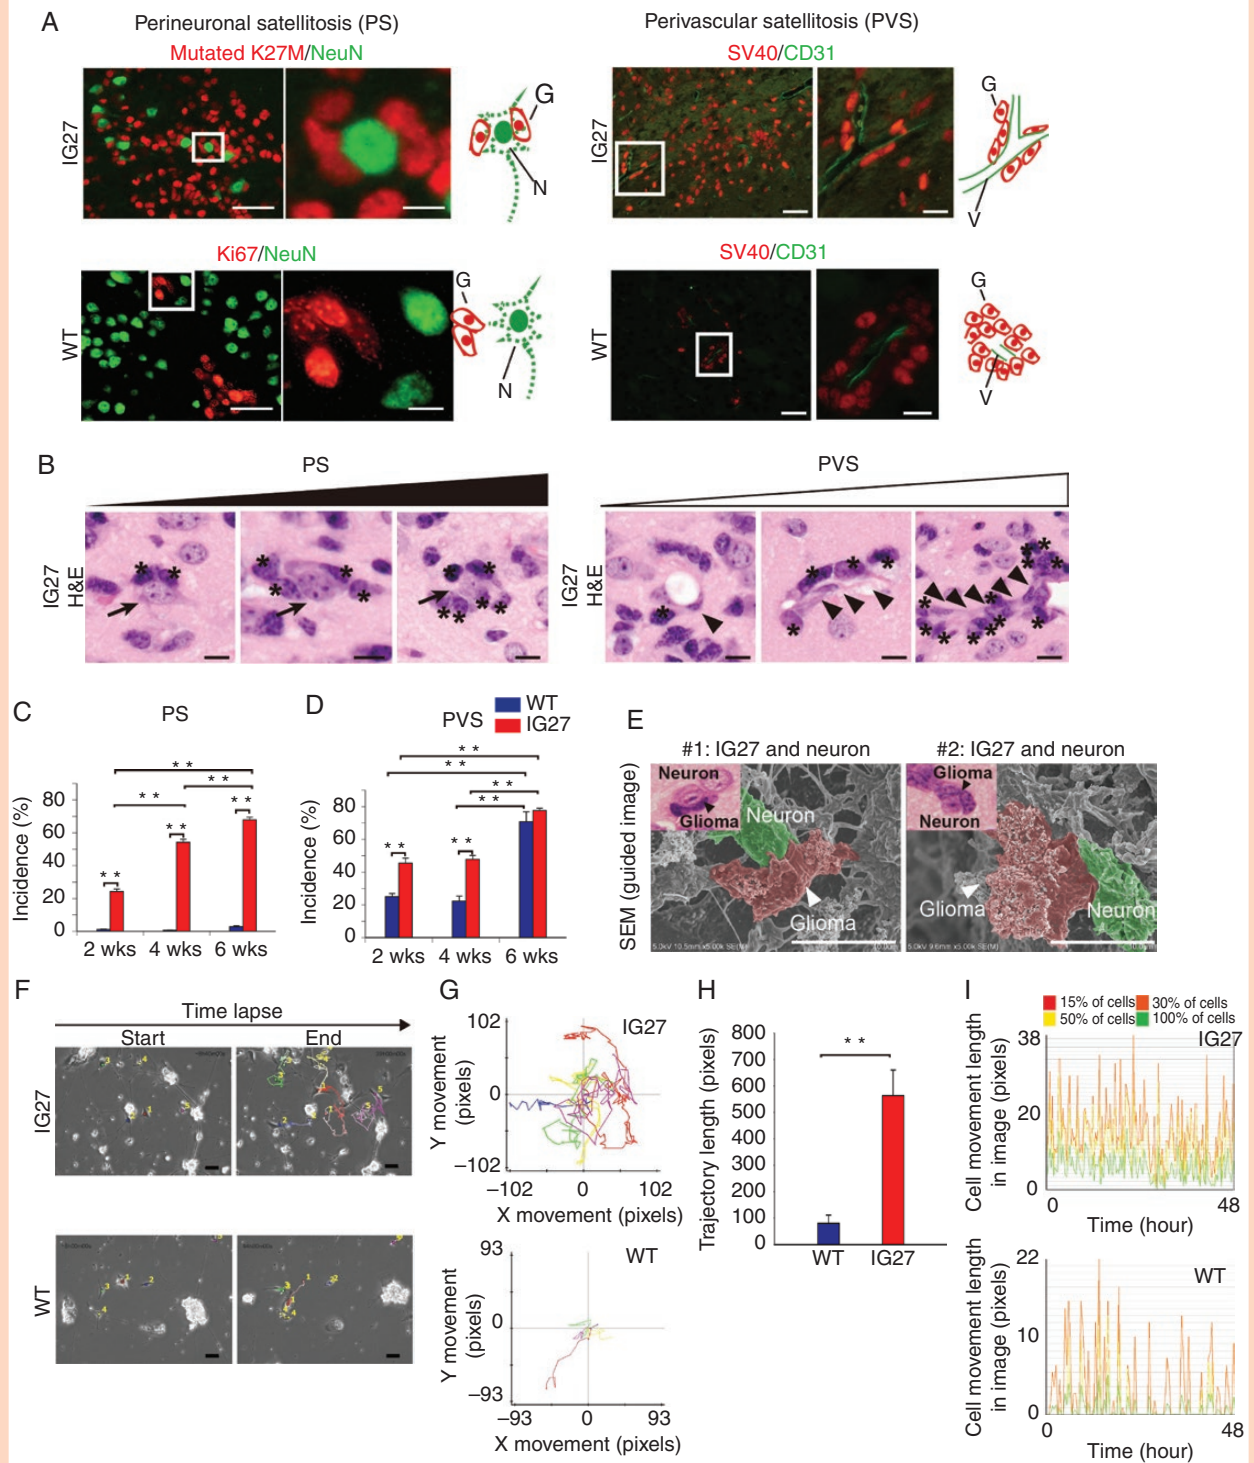 A
Perineuronal satellitosis (PS)
Perivascular satellitosis (PVS)
Mutated K27M/NeuN
SV40/CD31
IG27
G
N
IG27
G
V
Ki67/NeuN
SV40/CD31
WT
G
N
WT
G
V
B
PS
PVS
IG27
H&E
IG27
H&E
C
PS
Incidence (%)
80
60
40
20
0
2 wks 4 wks 6 wks
* *
* *
* *
* *
* *
* *
D
PVS
WT
IG27
Incidence (%)
80
60
40
20
0
2 wks 4 wks 6 wks
* *
* *
* *
* *
* *
* *
E
#1: IG27 and neuron
#2: IG27 and neuron
SEM (guided image)
Neuron
Glioma
Neuron
Glioma
Glioma
Neuron
Glioma
Neuron
F
Time lapse
Start
End
IG27
WT
G
IG27
102
0
−102
Y movement
(pixels)
−102
0
102
X movement (pixels)
WT
93
0
−93
Y movement
(pixels)
−93
0
93
X movement (pixels)
H
Trajectory length (pixels)
800
700
600
500
400
300
200
100
0
* *
WT
IG27
I
15% of cells
30% of cells
50% of cells
100% of cells
IG27
Cell movement length
in image (pixels)
38
20
0
0
48
Time (hour)
WT
Cell movement length
in image (pixels)
22
10
0
0
48
Time (hour)